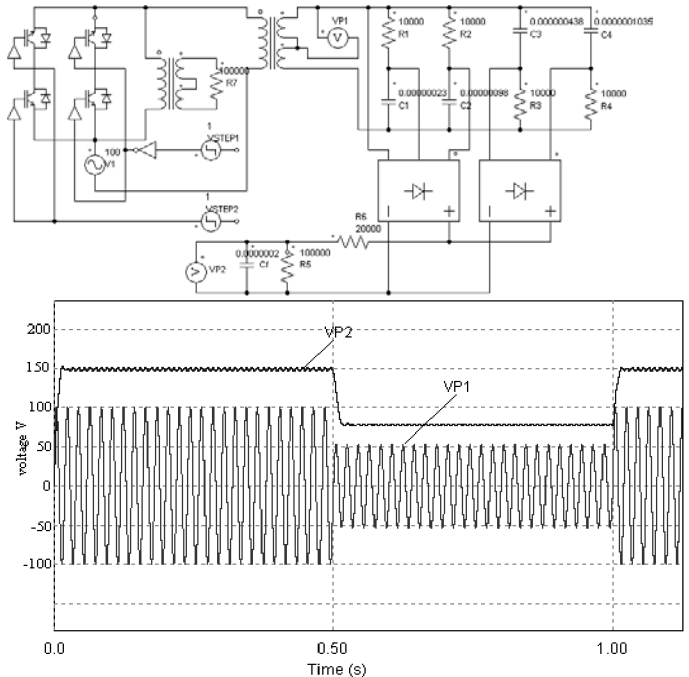 VP1
V
10000
R1
10000
R2
0.000000438
C3
0.0000001035
C4
100000
R7
0.00000023
C1
0.00000098
C2
10000
R3
10000
R4
1
VSTEP1
100
V1
1
VSTEP2
R6
20000
0.0000002
Cf
100000
R5
V
VP2
200
150
100
50
0
-50
-100
voltage V
VP2
VP1
0.0
0.50
1.00
Time (s)